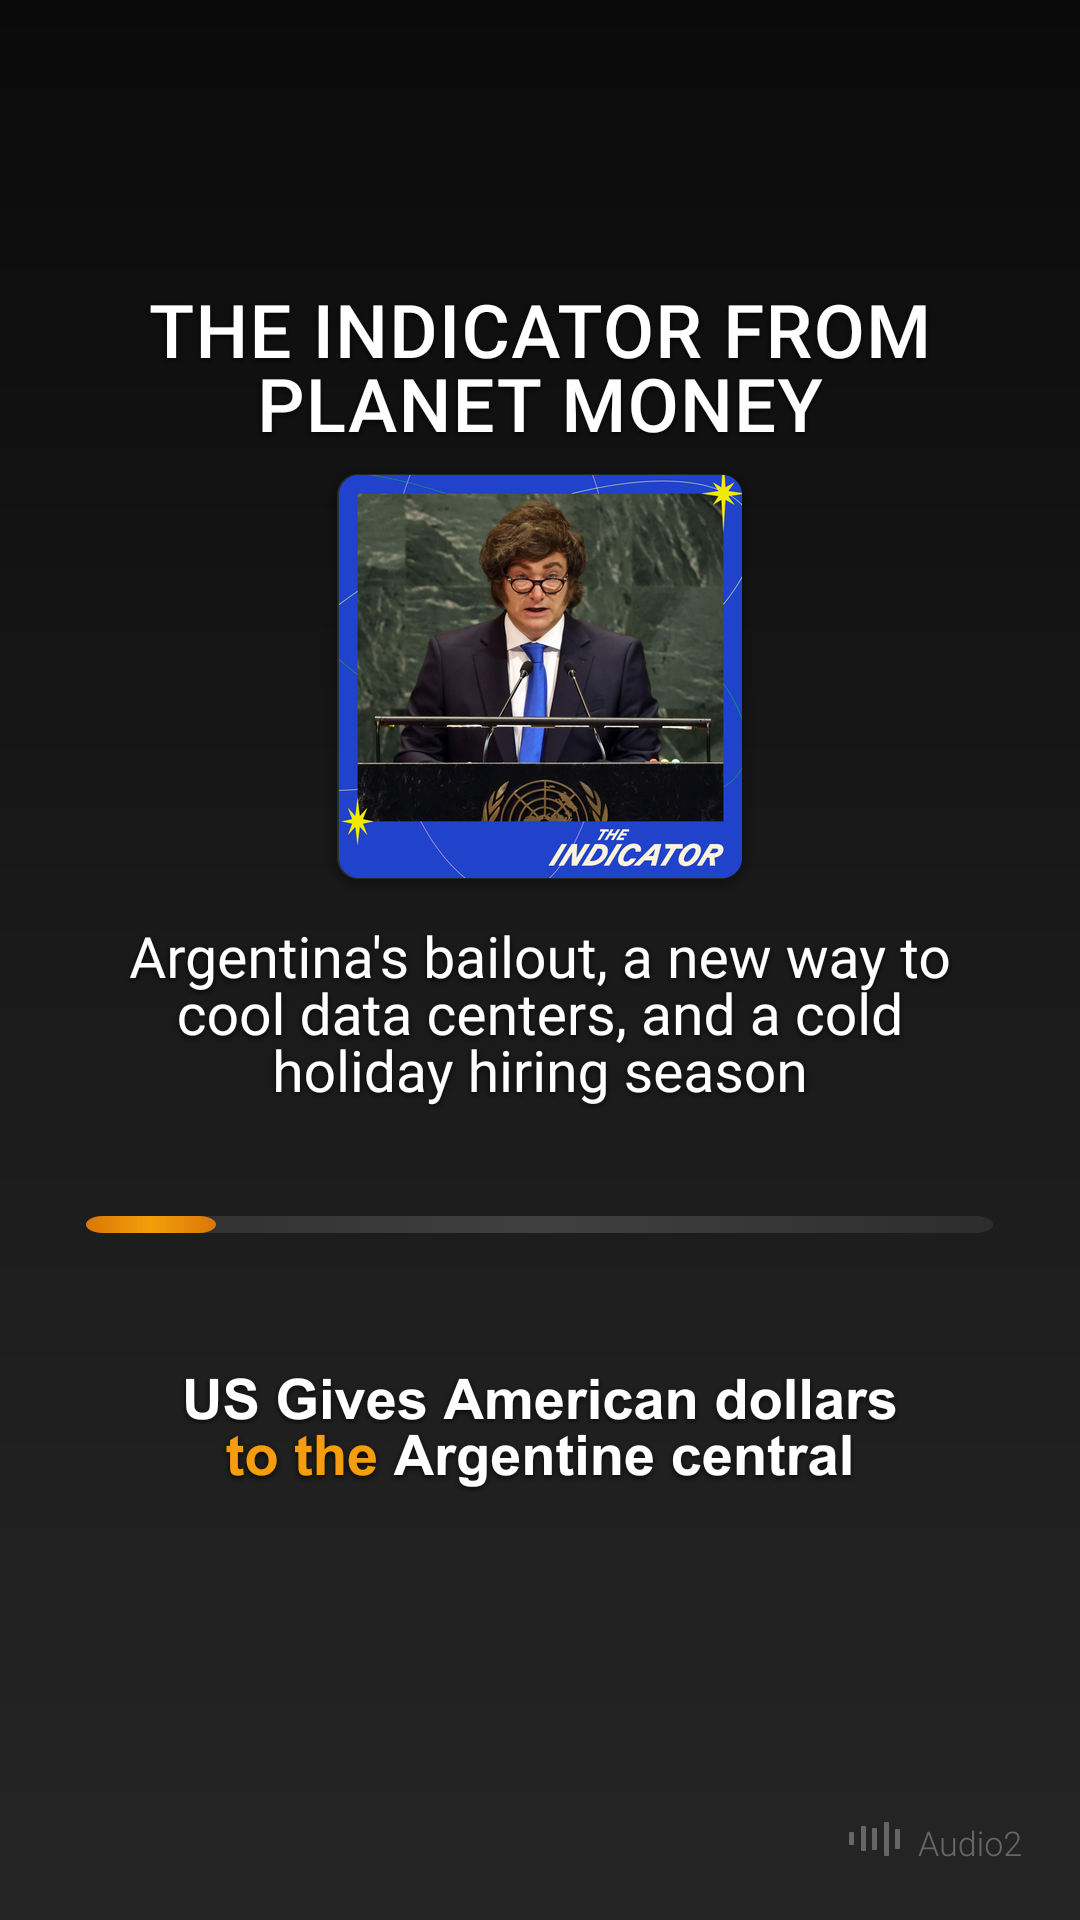 THE INDICATOR FROM
PLANET MONEY
THE
INDICATOR
Argentina's bailout, a new way to
cool data centers, and a cold
holiday hiring season
US Gives American dollars
to the Argentine central
Audio2